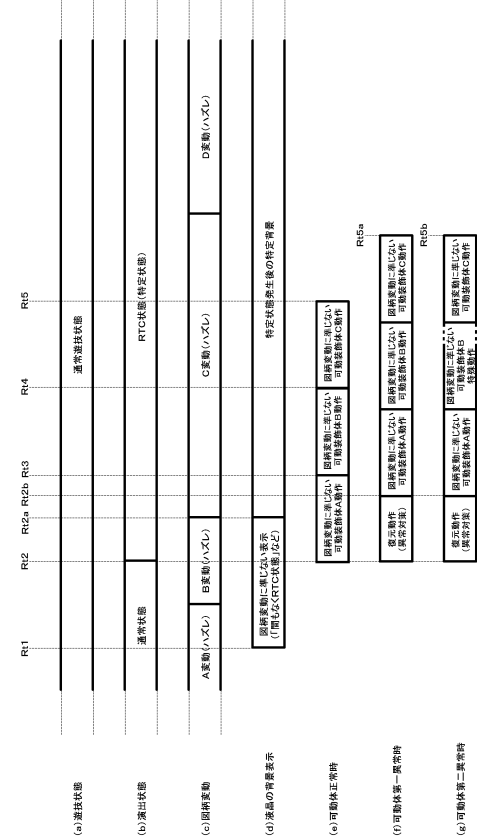 Rt1
Rt2
Rt2a
Rt2b
Rt3
Rt4
Rt5
(a)遊技状態
通常遊技状態
(b)演出状態
通常状態
RTC状態(特定状態)
(c)図柄変動
A変動(ハズレ)
B変動(ハズレ)
C変動(ハズレ)
D変動(ハズレ)
(d)液晶の背景表示
図柄変動に準じない表示
(「間もなくRTC状態」など)
特定状態発生後の特定背景
(e)可動体正常時
図柄変動に準じない
可動装飾体A動作
図柄変動に準じない
可動装飾体B動作
図柄変動に準じない
可動装飾体C動作
Rt5a
(f)可動体第一異常時
復元動作
(異常対策)
図柄変動に準じない
可動装飾体A動作
図柄変動に準じない
可動装飾体B動作
図柄変動に準じない
可動装飾体C動作
Rt5b
(g)可動体第二異常時
復元動作
(異常対策)
図柄変動に準じない
可動装飾体A動作
図柄変動に準じない
可動装飾体B
特殊動作
図柄変動に準じない
可動装飾体C動作